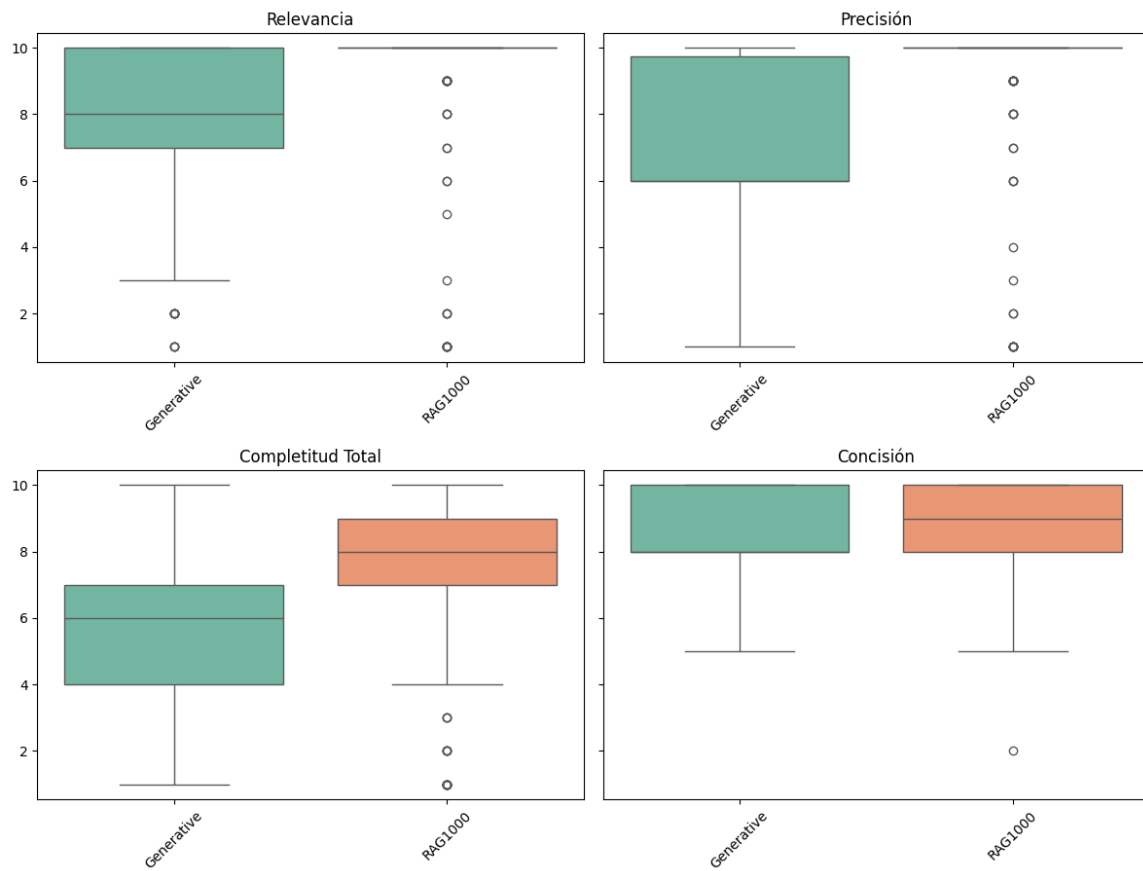 Relevancia
10
8
6
4
2
Generative
RAG1000
Precisión
Generative
RAG1000
Completitud Total
10
8
6
4
2
Generative
RAG1000
Concisión
Generative
RAG1000